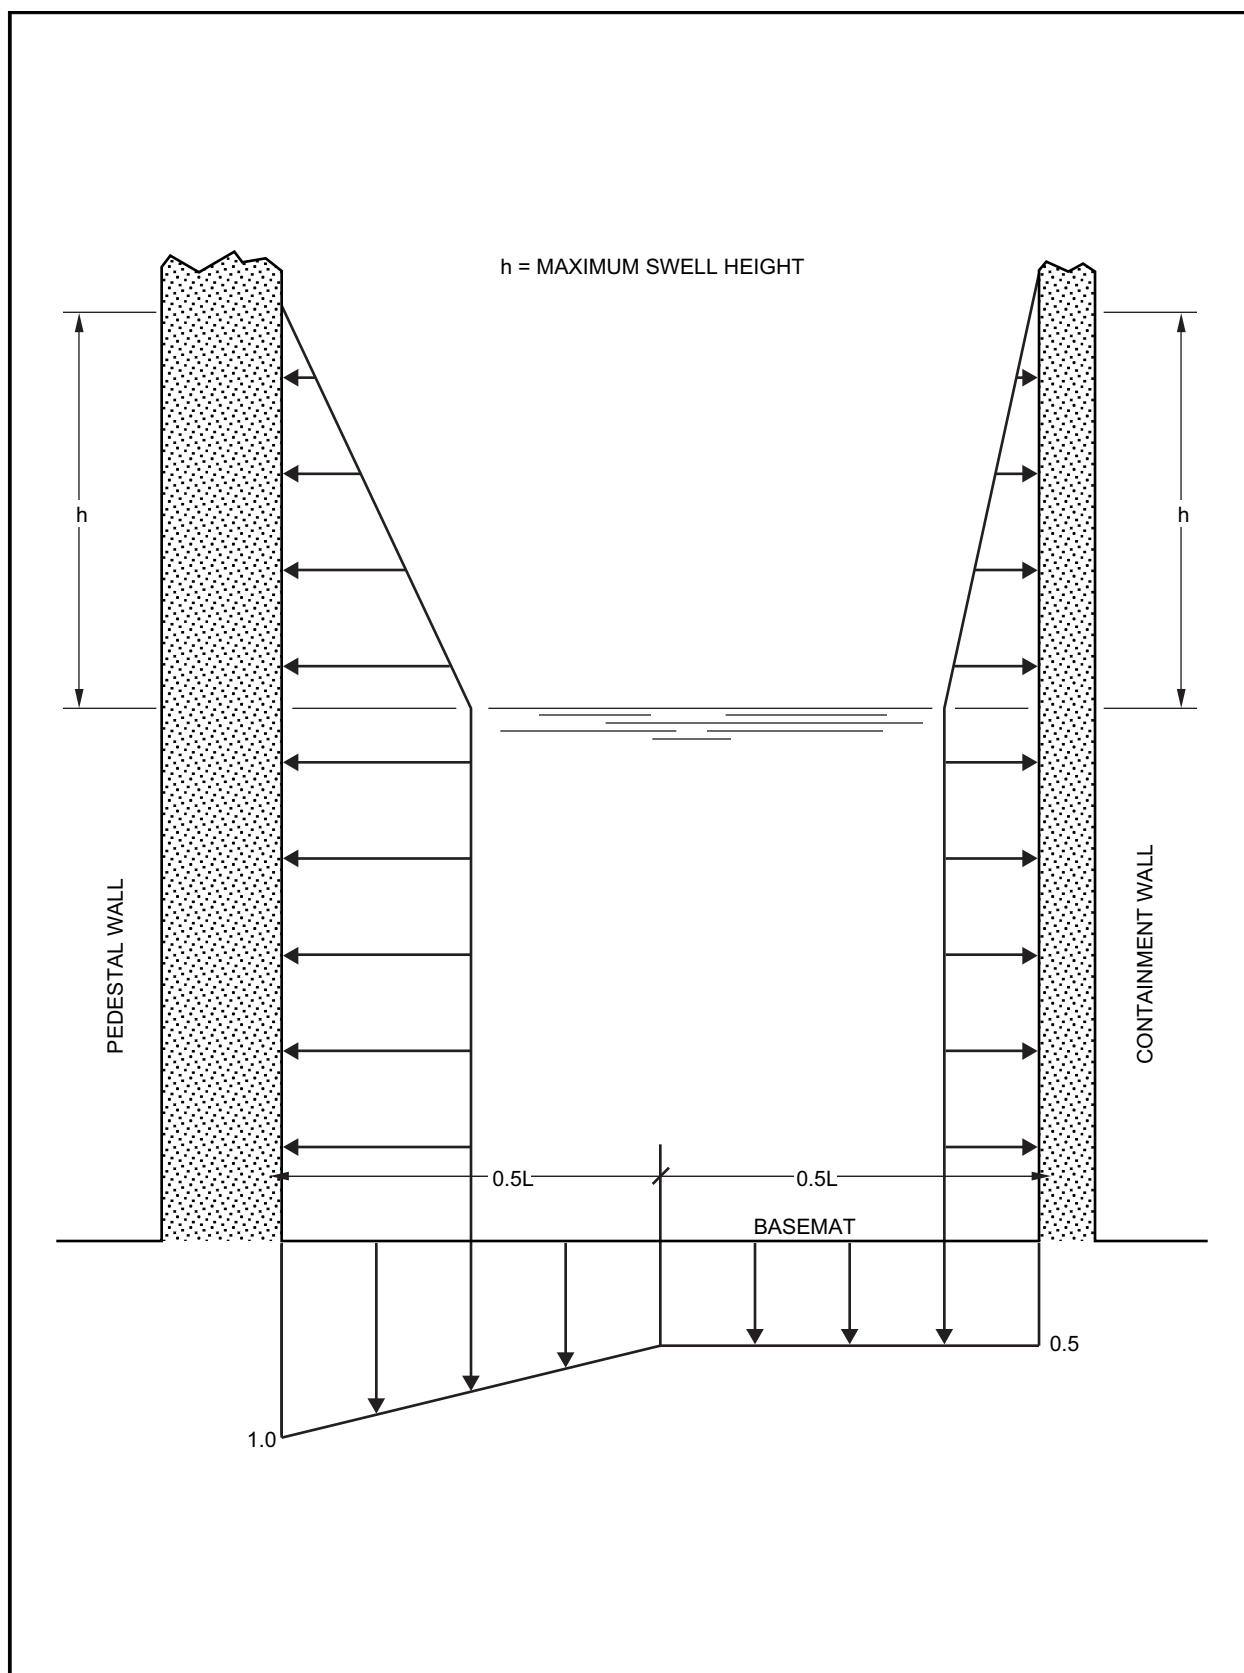 h = MAXIMUM SWELL HEIGHT
h
h
PEDESTAL WALL
CONTAINMENT WALL
0.5L
0.5L
BASEMAT
0.5
1.0